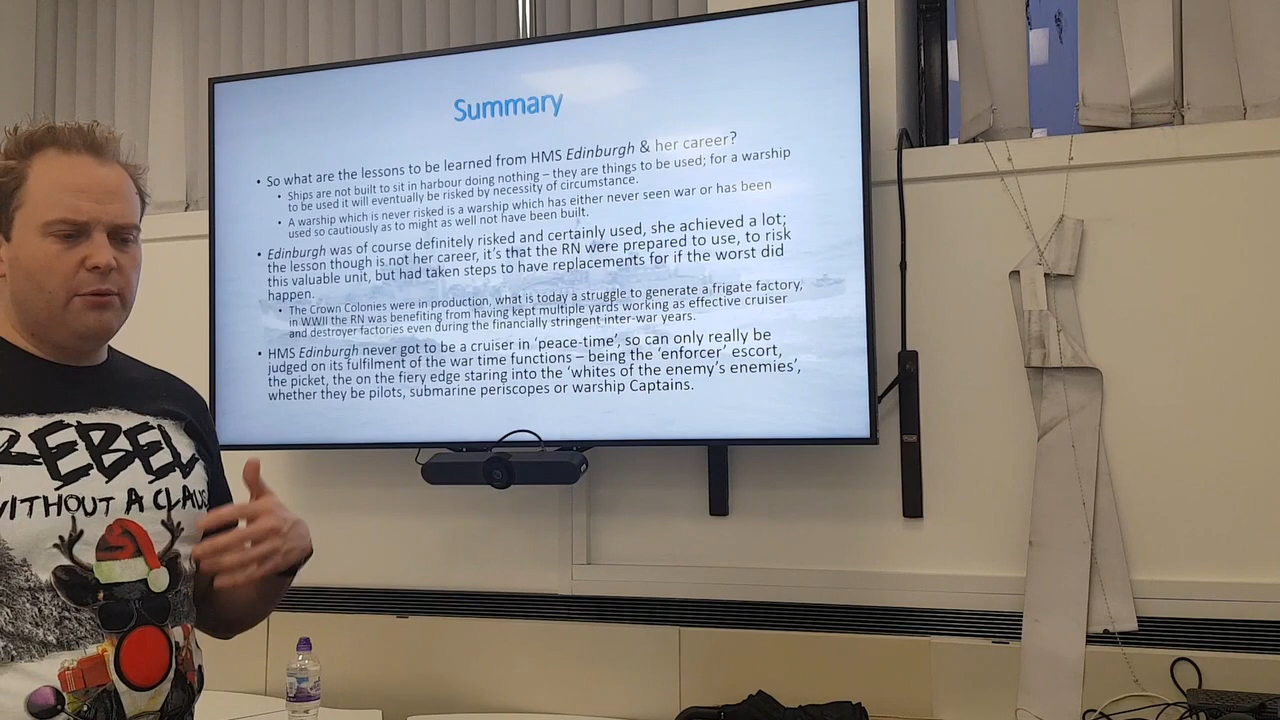 Summary
• So what are the lessons to be learned from HMS Edinburgh & her career?
• Ships are not built to sit in harbour doing nothing – they are things to be used; for a warship
to be used it will eventually be risked by necessity of circumstance.
• A warship which is never risked is a warship which has either never seen war or has been
used so cautiously as to might as well not have been built.
• Edinburgh was of course definitely risked and certainly used, she achieved a lot;
the lesson though is not her career, it's that the RN were prepared to use, to risk
this valuable unit, but had taken steps to have replacements for if the worst did
happen.
• The Crown Colonies were in production, what is today a struggle to generate a frigate factory,
in WWII the RN was benefiting from having kept multiple yards working as effective cruiser
and destroyer factories even during the financially stringent inter-war years.
• HMS Edinburgh never got to be a cruiser in 'peace-time', so can only really be
judged on its fulfilment of the war time functions – being the 'enforcer' escort,
the picket, the on the fiery edge staring into the 'whites of the enemy's enemies',
whether they be pilots, submarine periscopes or warship Captains.
REBEL
WITHOUT A CLAUS